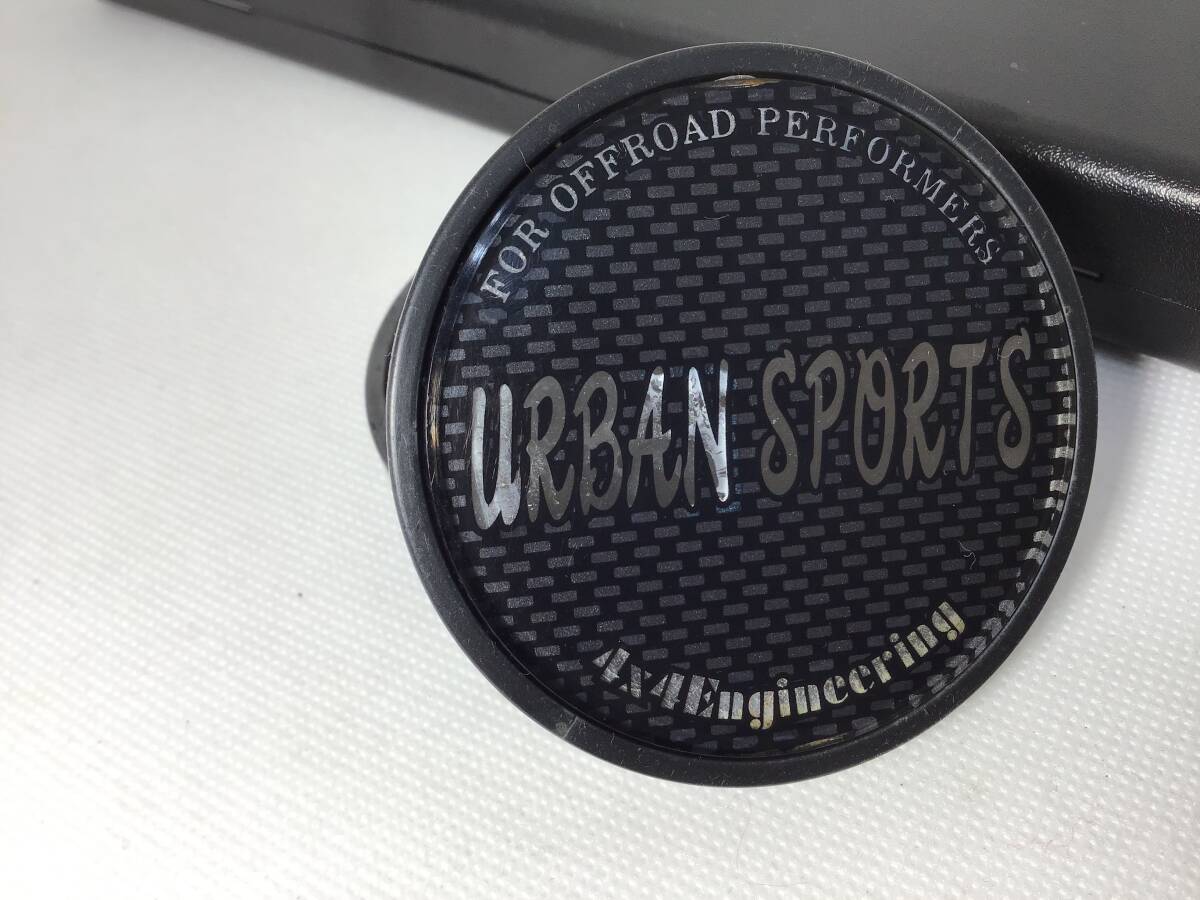 FOR OFFROAD PERFORMERS
URBAN SPORTS
4x4Engineering